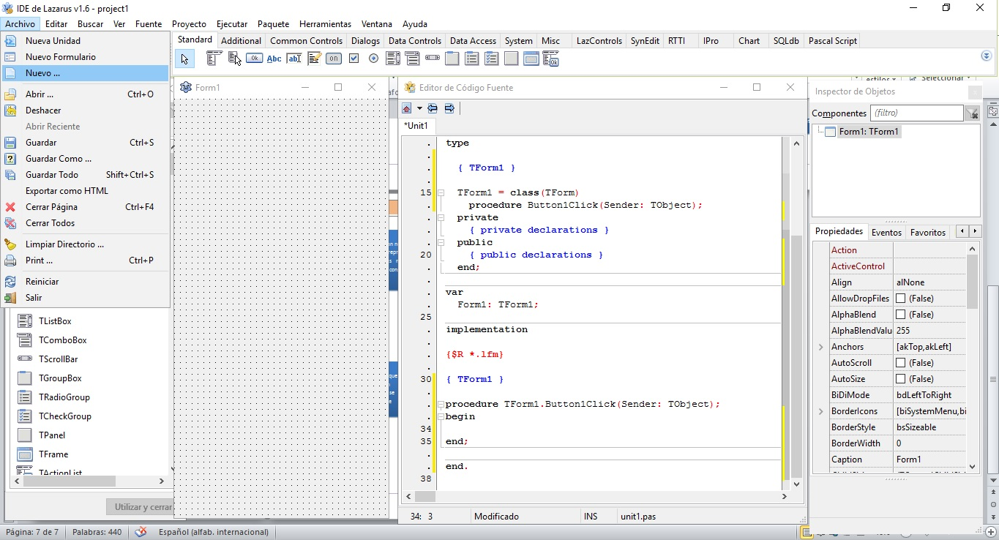 IDE de Lazarus v1.6 - project1
Archivo Editar Buscar Ver Fuente Proyecto Ejecutar Paquete Herramientas Ventana Ayuda
Nueva Unidad
Nuevo Formulario
Nuevo ...
Abrir ... Ctrl+O
Deshacer
Abrir Reciente
Guardar Ctrl+S
Guardar Como ...
Guardar Todo Shift+Ctrl+S
Exportar como HTML
Cerrar Página Ctrl+F4
Cerrar Todos
Limpiar Directorio ...
Print ... Ctrl+P
Reiniciar
Salir
TListBox
TComboBox
TScrollBar
TGroupBox
TRadioGroup
TCheckGroup
TPanel
TFrame
TActionList
Utilizar y cerrar
Standard Additional Common Controls Dialogs Data Controls Data Access System Misc LazControls SynEdit RTTI IPro Chart SQLdb Pascal Script
Ok Abc ab on Ok
Form1
Editor de Código Fuente
*Unit1
type
{ TForm1 }
15 TForm1 = class(TForm)
procedure Button1Click(Sender: TObject);
private
{ private declarations }
public
20 { public declarations }
end;
var
Form1: TForm1;
25
implementation
{$R *.lfm}
30 { TForm1 }
procedure TForm1.Button1Click(Sender: TObject);
begin
34
35 end;
end.
38
34: 3 Modificado INS unit1.pas
estilos Seleccionar
Inspector de Objetos
Componentes (filtro)
Form1: TForm1
Propiedades Eventos Favoritos
Action
ActiveControl
Align alNone
AllowDropFiles (False)
AlphaBlend (False)
AlphaBlendValu 255
Anchors [akTop,akLeft]
AutoScroll (False)
AutoSize (False)
BiDiMode bdLeftToRight
BorderIcons [biSystemMenu,bi
BorderStyle bsSizeable
BorderWidth 0
Caption Form1
Página: 7 de 7 Palabras: 440 Español (alfab. internacional)